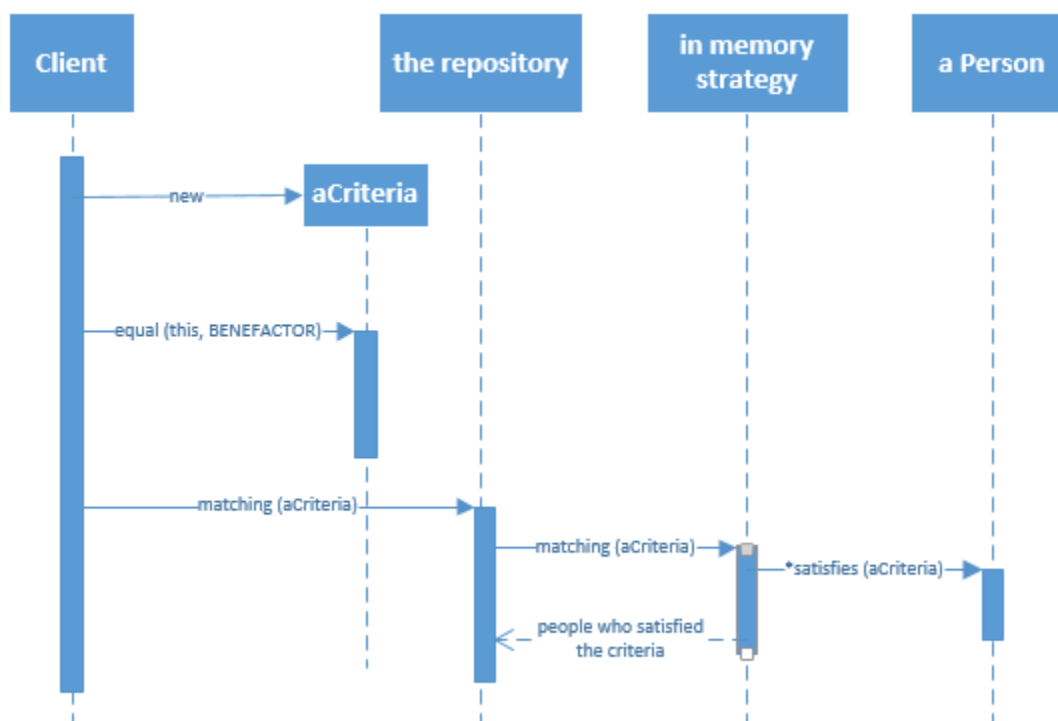 Client
the repository
in memory
strategy
a Person
new
aCriteria
equal (this, BENEFACTOR)
matching (aCriteria)
matching (aCriteria)
*satisfies (aCriteria)
people who satisfied
the criteria